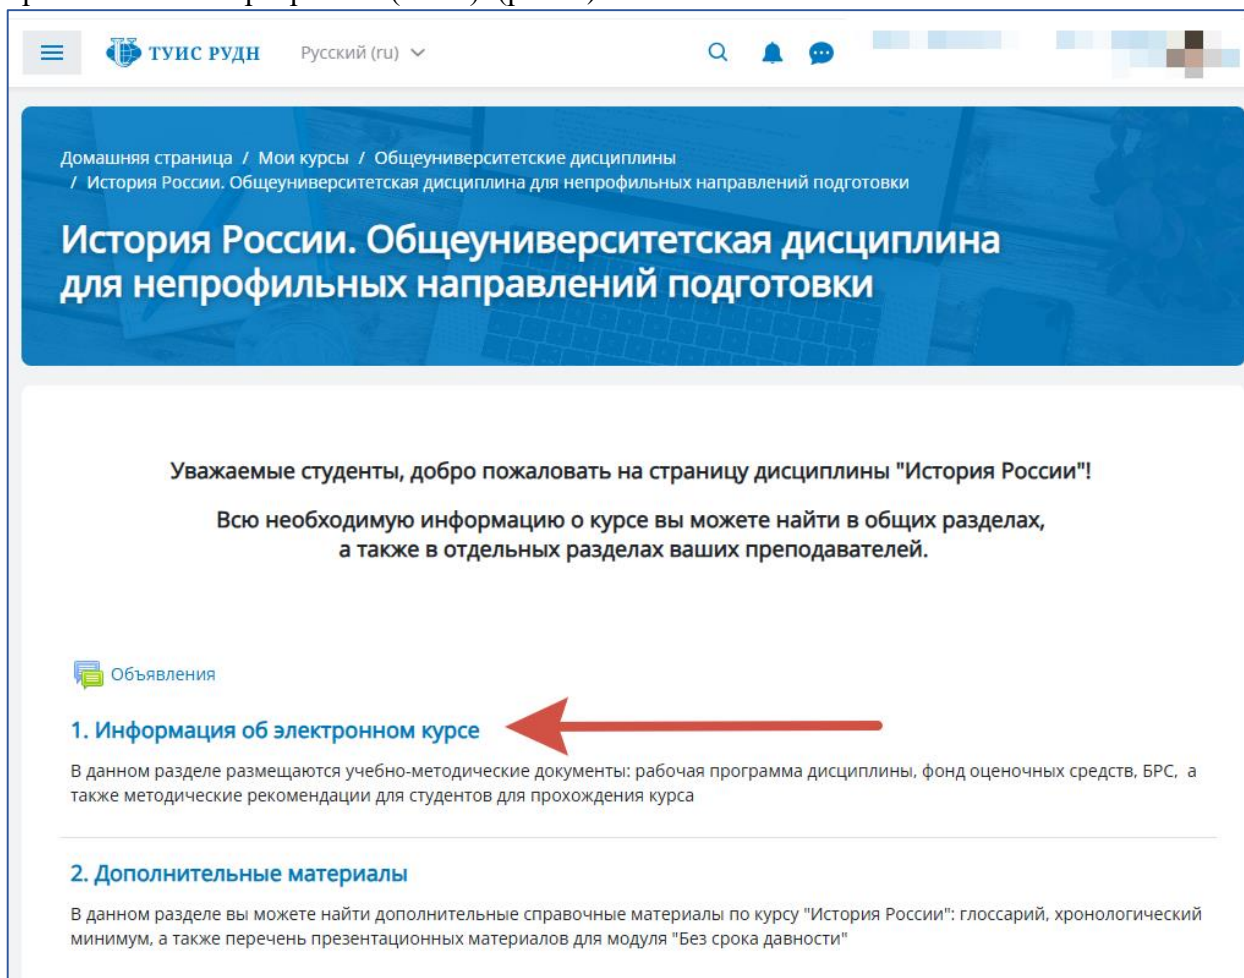 ТУИС РУДН Русский (ru)
Домашняя страница / Мои курсы / Общеуниверситетские дисциплины
/ История России. Общеуниверситетская дисциплина для непрофильных направлений подготовки
История России. Общеуниверситетская дисциплина
для непрофильных направлений подготовки
Уважаемые студенты, добро пожаловать на страницу дисциплины "История России"!
Всю необходимую информацию о курсе вы можете найти в общих разделах,
а также в отдельных разделах ваших преподавателей.
Объявления
1. Информация об электронном курсе
В данном разделе размещаются учебно-методические документы: рабочая программа дисциплины, фонд оценочных средств, БРС, а
также методические рекомендации для студентов для прохождения курса
2. Дополнительные материалы
В данном разделе вы можете найти дополнительные справочные материалы по курсу "История России": глоссарий, хронологический
минимум, а также перечень презентационных материалов для модуля "Без срока давности"